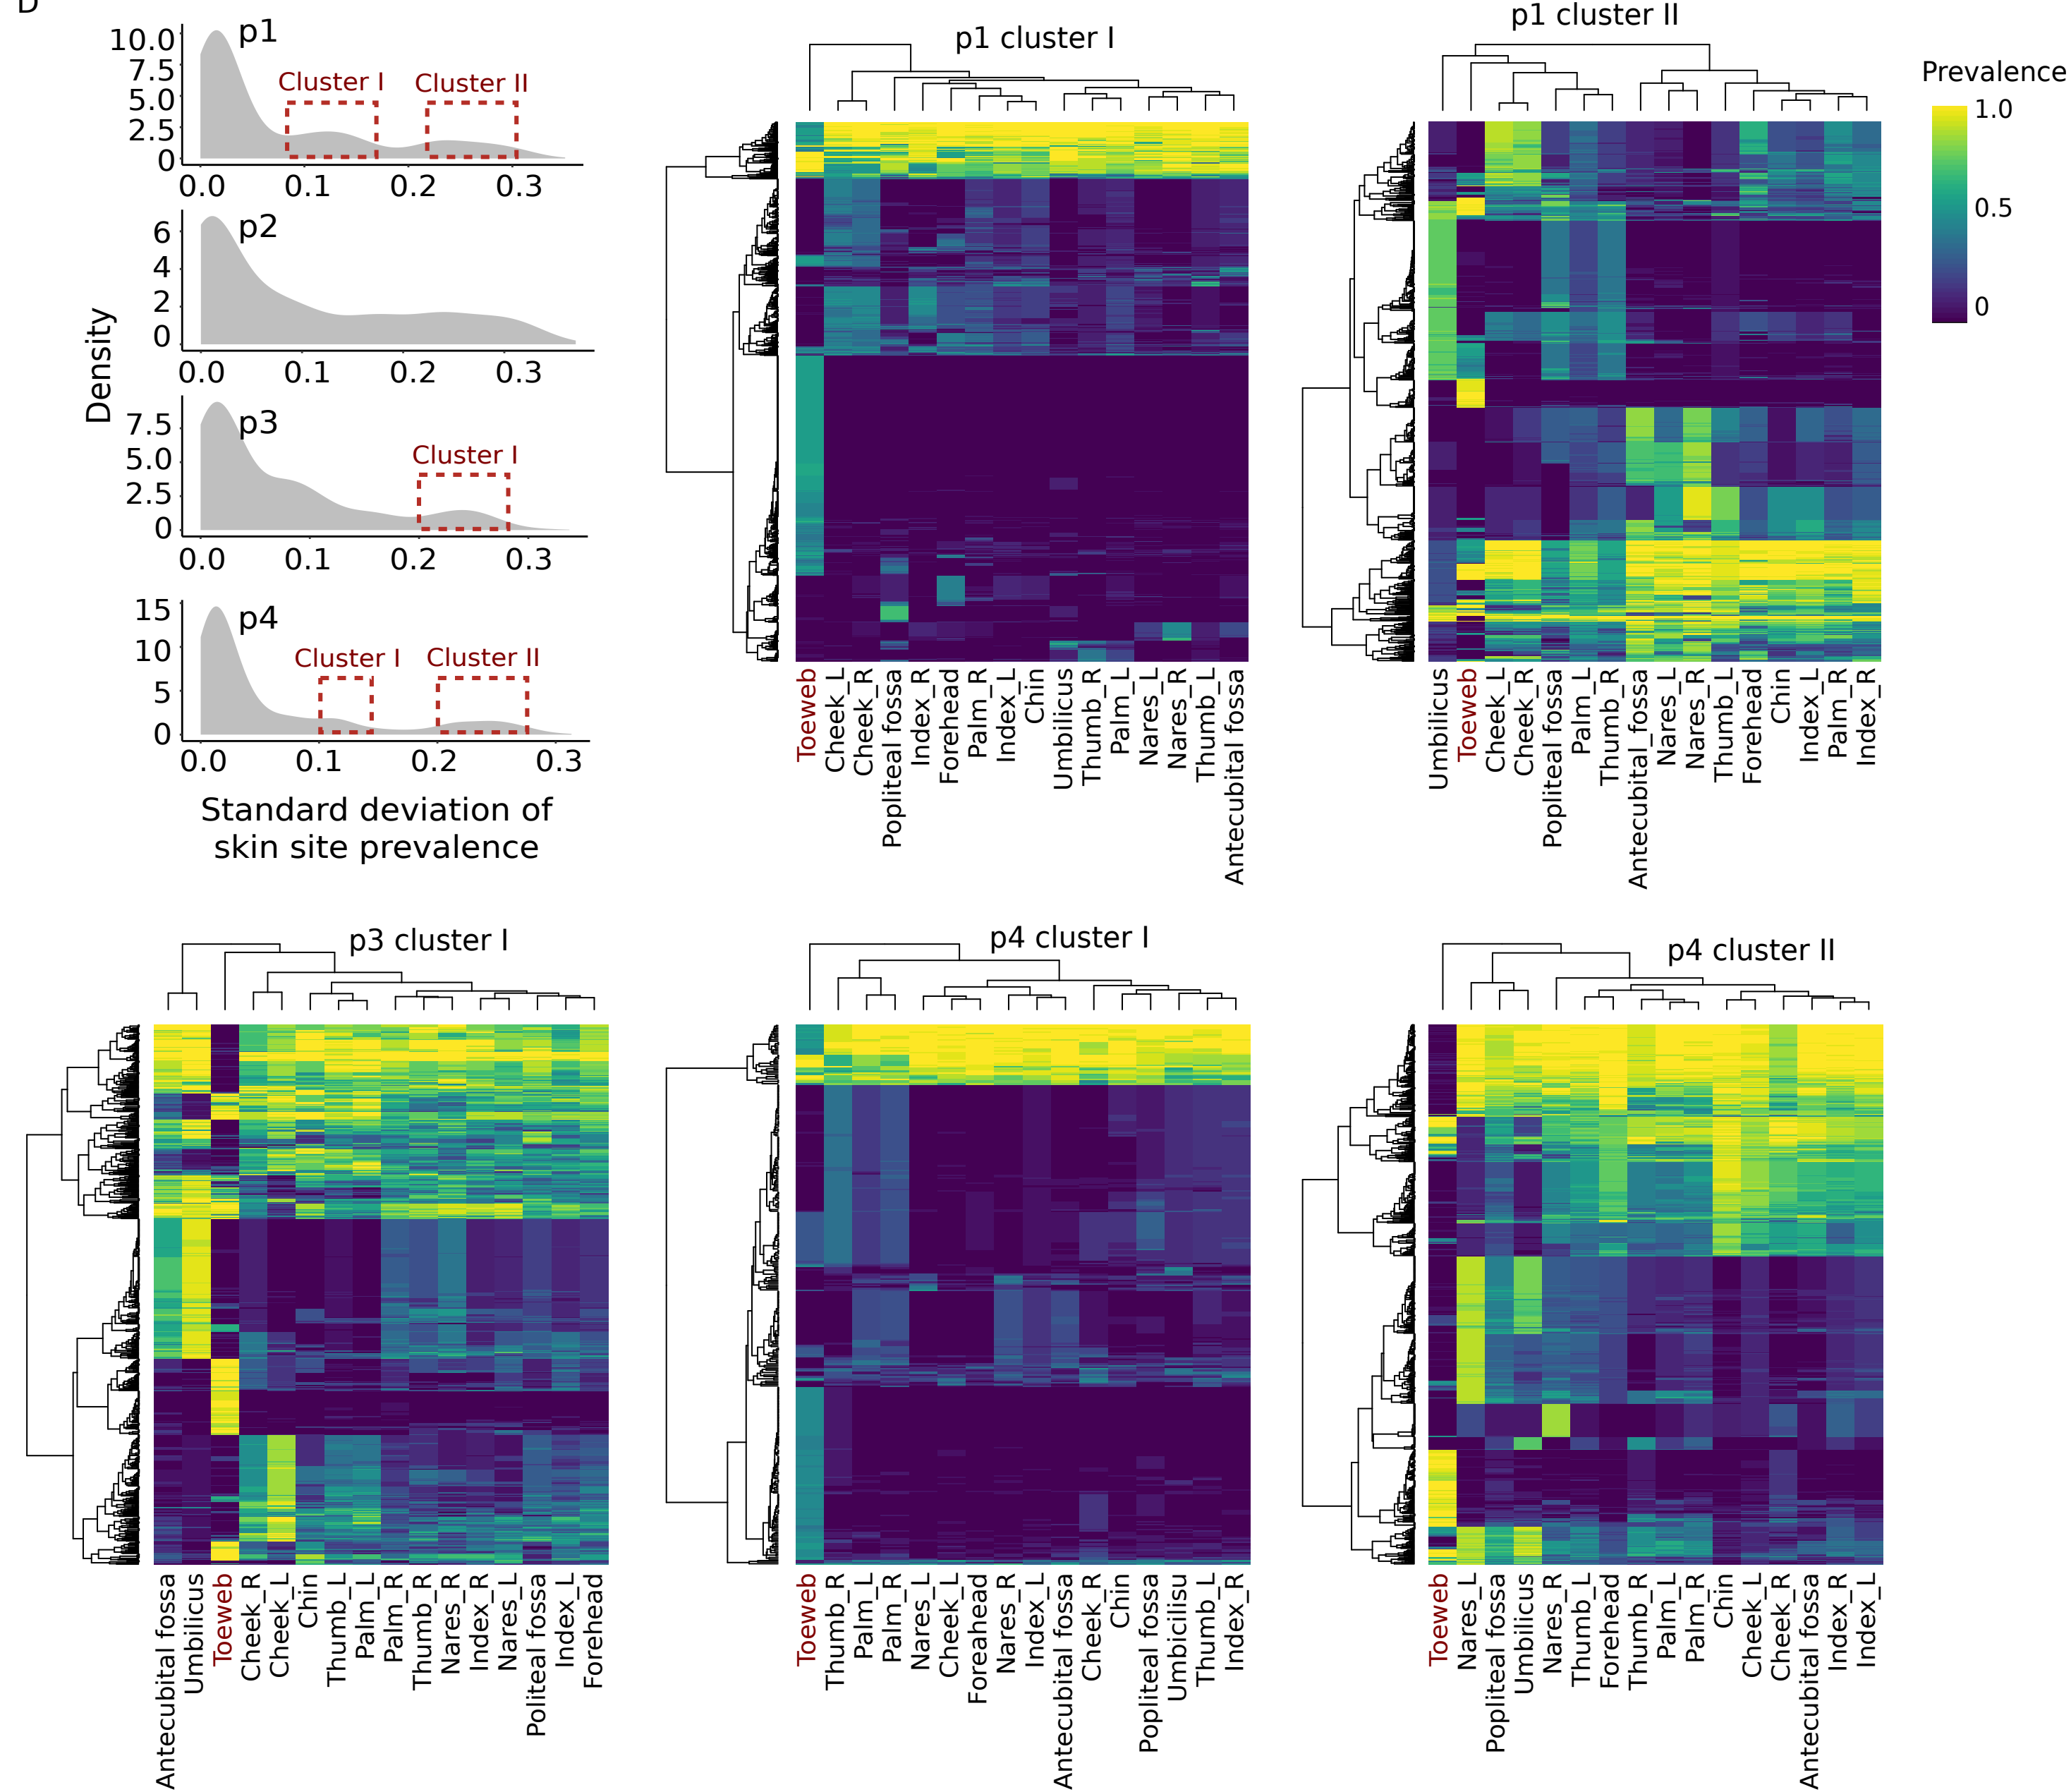 D
p1
10.0
7.5
5.0
2.5
0
Cluster I
Cluster II
0.0 0.1 0.2 0.3
p2
6
4
2
0
0.0 0.1 0.2 0.3
p3
7.5
5.0
2.5
0
Cluster I
0.0 0.1 0.2 0.3
p4
15
10
5
0
Cluster I
Cluster II
0.0 0.1 0.2 0.3
Density
Standard deviation of
skin site prevalence
p1 cluster I
Toeweb
Cheek_L
Cheek_R
Popliteal fossa
Index_R
Forehead
Palm_R
Index_L
Chin
Umbilicus
Thumb_R
Palm_L
Nares_L
Nares_R
Thumb_L
Antecubital fossa
p1 cluster II
Umbilicus
Toeweb
Cheek_L
Cheek_R
Popliteal fossa
Palm_L
Thumb_R
Antecubital_fossa
Nares_L
Nares_R
Thumb_L
Forehead
Chin
Index_L
Palm_R
Index_R
Prevalence
1.0
0.5
0
p3 cluster I
Antecubital fossa
Umbilicus
Toeweb
Cheek_R
Cheek_L
Chin
Thumb_L
Palm_L
Palm_R
Thumb_R
Nares_R
Index_R
Nares_L
Politeal fossa
Index_L
Forehead
p4 cluster I
Toeweb
Thumb_R
Palm_L
Palm_R
Nares_L
Cheek_L
Foreahead
Nares_R
Index_L
Antecubital fossa
Cheek_R
Chin
Popliteal fossa
Umbicilisu
Thumb_L
Index_R
p4 cluster II
Toeweb
Nares_L
Popliteal fossa
Umbilicus
Nares_R
Thumb_L
Forehead
Thumb_R
Palm_L
Palm_R
Chin
Cheek_L
Cheek_R
Antecubital fossa
Index_R
Index_L